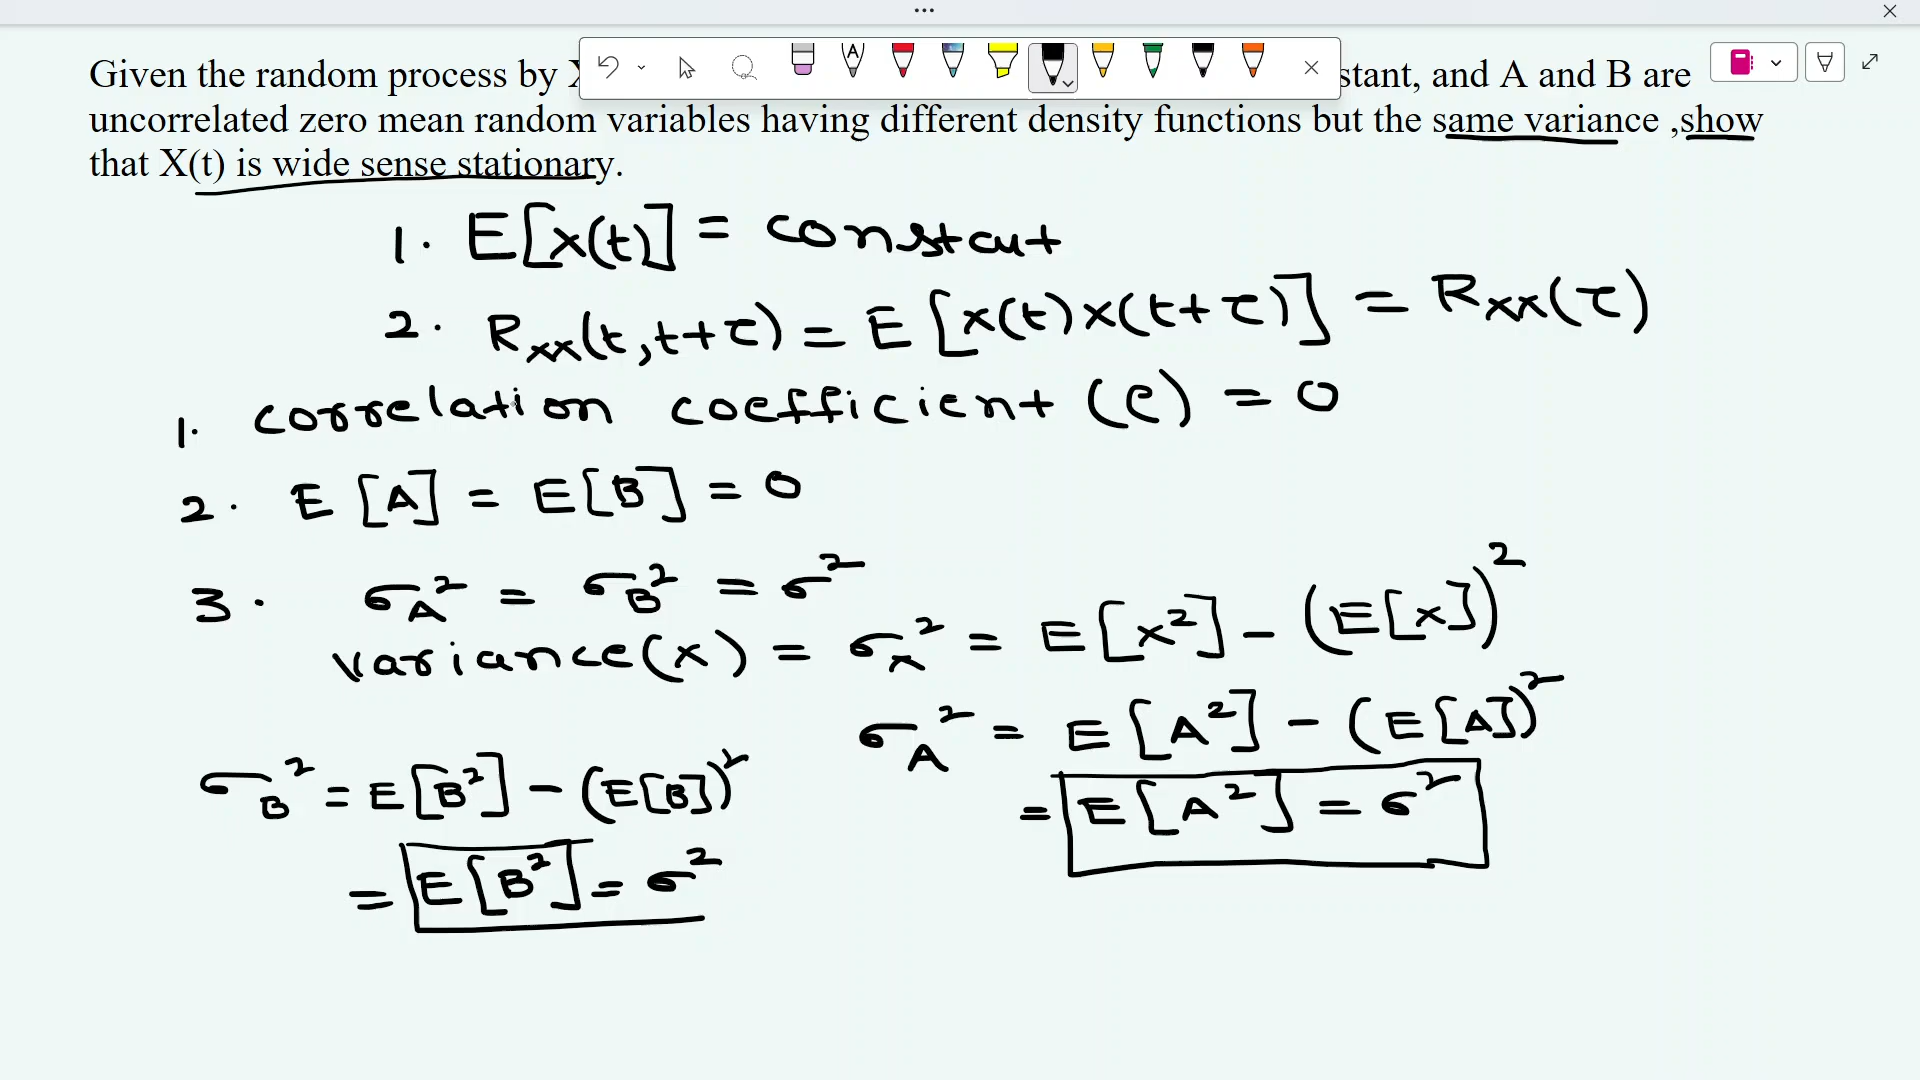 Given the random process by X stant, and A and B are
uncorrelated zero mean random variables having different density functions but the same variance ,show
that X(t) is wide sense stationary.
1. E[X(t)] = constant
2. Rxx(t,t+τ) = E[x(t)x(t+τ)] = Rxx(τ)
1. correlation coefficient (ρ) = 0
2. E[A] = E[B] = 0
3. σA² = σB² = σ²
variance(x) = σx² = E[x²] - (E[x])²
σA² = E[A²] - (E[A])²
σB² = E[B²] - (E[B])²
= E[A²] = σ²
= E[B²] = σ²